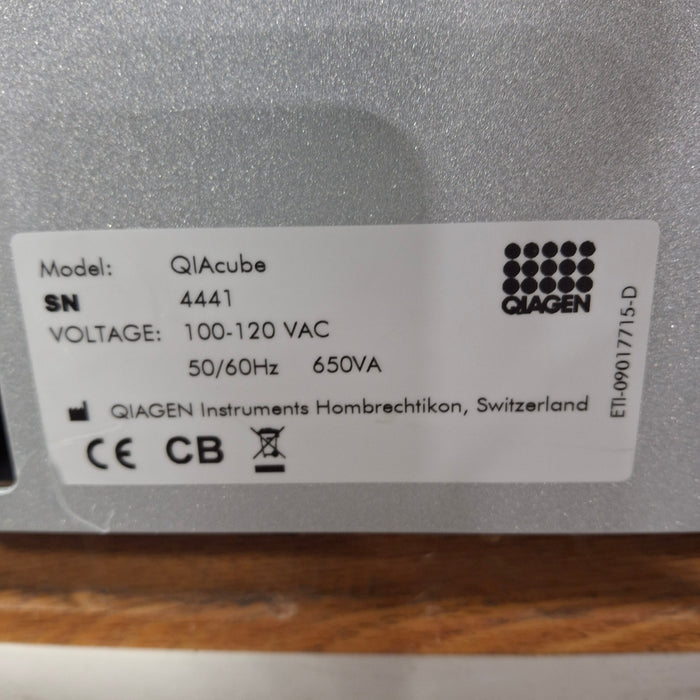 Model: QIAcube
SN 4441
VOLTAGE: 100-120 VAC
50/60Hz 650VA
QIAGEN Instruments Hombrechtikon, Switzerland
CE CB
QIAGEN
ETI-09017715-D